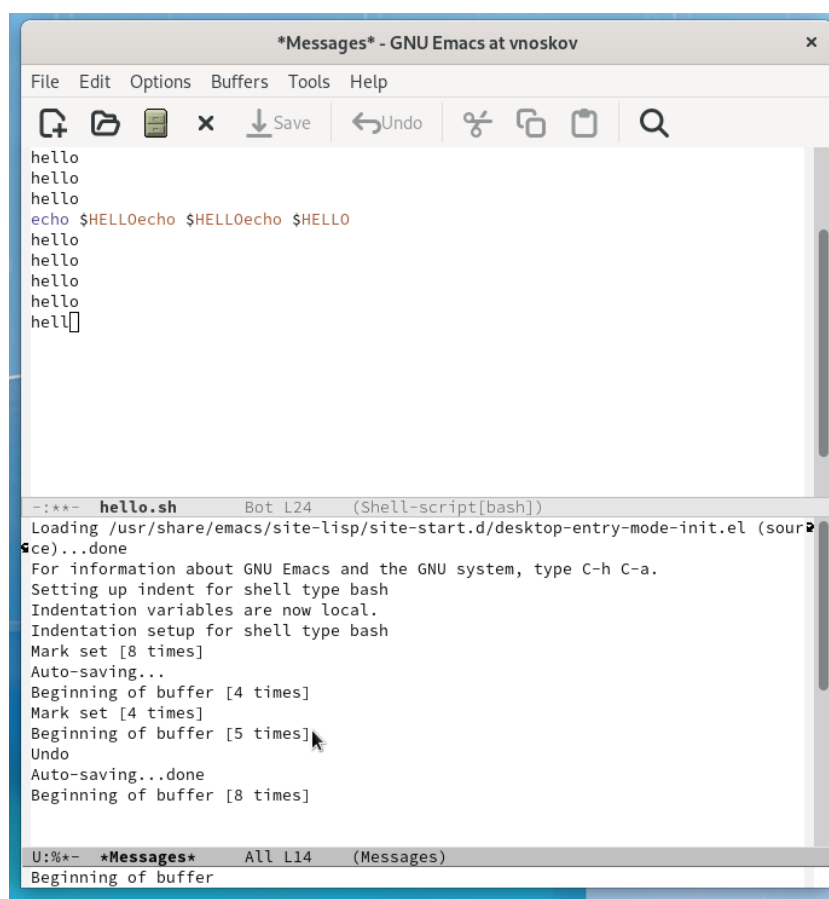 *Messages* - GNU Emacs at vnoskov
File Edit Options Buffers Tools Help
Save Undo
hello
hello
hello
echo $HELLOecho $HELLOecho $HELLO
hello
hello
hello
hello
hell
-:**- hello.sh Bot L24 (Shell-script[bash])
Loading /usr/share/emacs/site-lisp/site-start.d/desktop-entry-mode-init.el (sour
ce)...done
For information about GNU Emacs and the GNU system, type C-h C-a.
Setting up indent for shell type bash
Indentation variables are now local.
Indentation setup for shell type bash
Mark set [8 times]
Auto-saving...
Beginning of buffer [4 times]
Mark set [4 times]
Beginning of buffer [5 times]
Undo
Auto-saving...done
Beginning of buffer [8 times]
U:%*- *Messages* All L14 (Messages)
Beginning of buffer